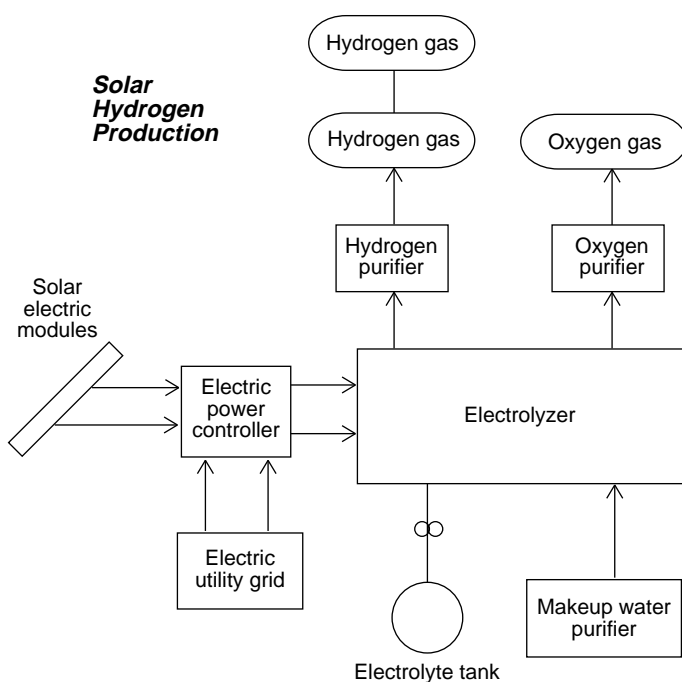 Hydrogen gas
Solar
Hydrogen
Production
Hydrogen gas
Oxygen gas
Hydrogen
purifier
Oxygen
purifier
Solar
electric
modules
Electric
power
controller
Electrolyzer
Electric
utility grid
Makeup water
purifier
Electrolyte tank